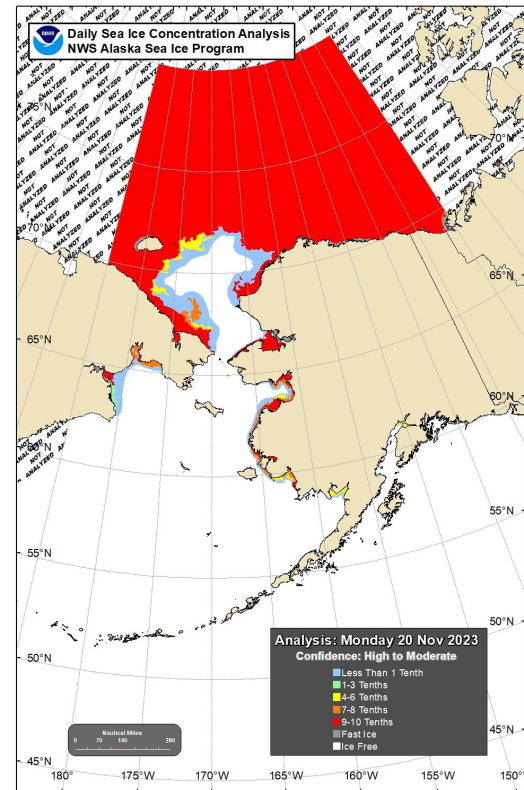 NOAA
Daily Sea Ice Concentration Analysis
NWS Alaska Sea Ice Program
NOT ANALYZED
75°N
70°N
70°N
65°N
65°N
60°N
60°N
55°N
55°N
50°N
50°N
45°N
45°N
Analysis: Monday 20 Nov 2023
Confidence: High to Moderate
Less Than 1 Tenth
1-3 Tenths
4-6 Tenths
7-8 Tenths
9-10 Tenths
Fast Ice
Ice Free
Nautical Miles
0 70 140 280
180° 175°W 170°W 165°W 160°W 155°W 150°W